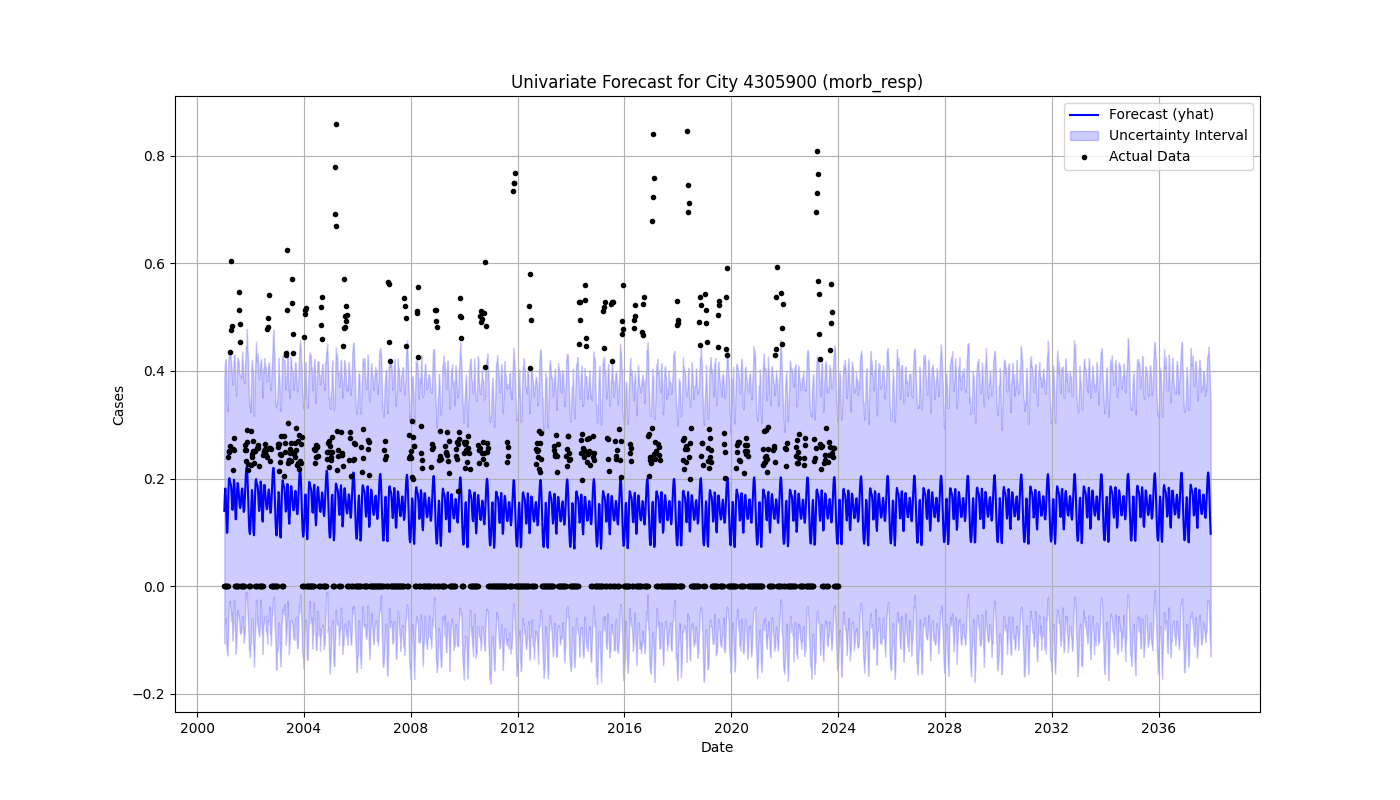 Univariate Forecast for City 4305900 (morb_resp)
Forecast (yhat)
Uncertainty Interval
Actual Data
Cases
0.8
0.6
0.4
0.2
0.0
−0.2
2000 2004 2008 2012 2016 2020 2024 2028 2032 2036
Date